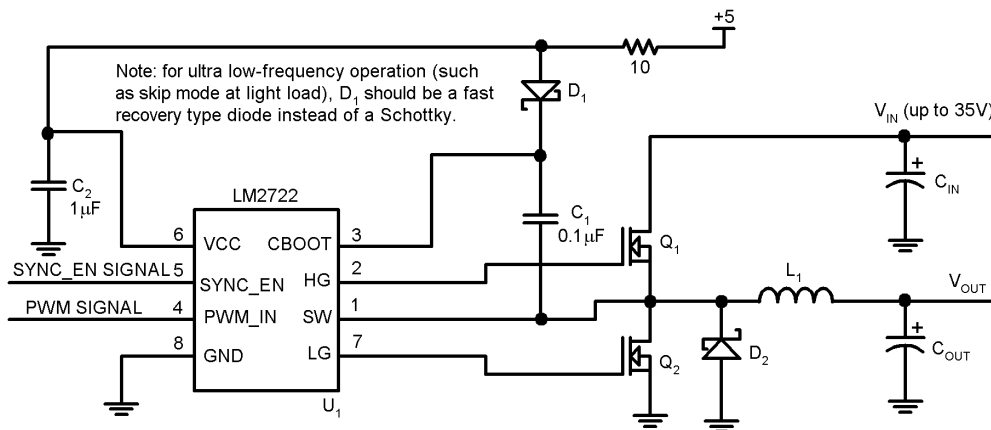 +5
10
Note: for ultra low-frequency operation (such
as skip mode at light load), D1 should be a fast
recovery type diode instead of a Schottky.
D1
VIN (up to 35V)
C2
1μF
LM2722
C1
0.1μF
CIN
6 VCC CBOOT 3
Q1
SYNC_EN SIGNAL 5 SYNC_EN HG 2
L1
VOUT
PWM SIGNAL 4 PWM_IN SW 1
8 GND LG 7
Q2
D2
COUT
U1